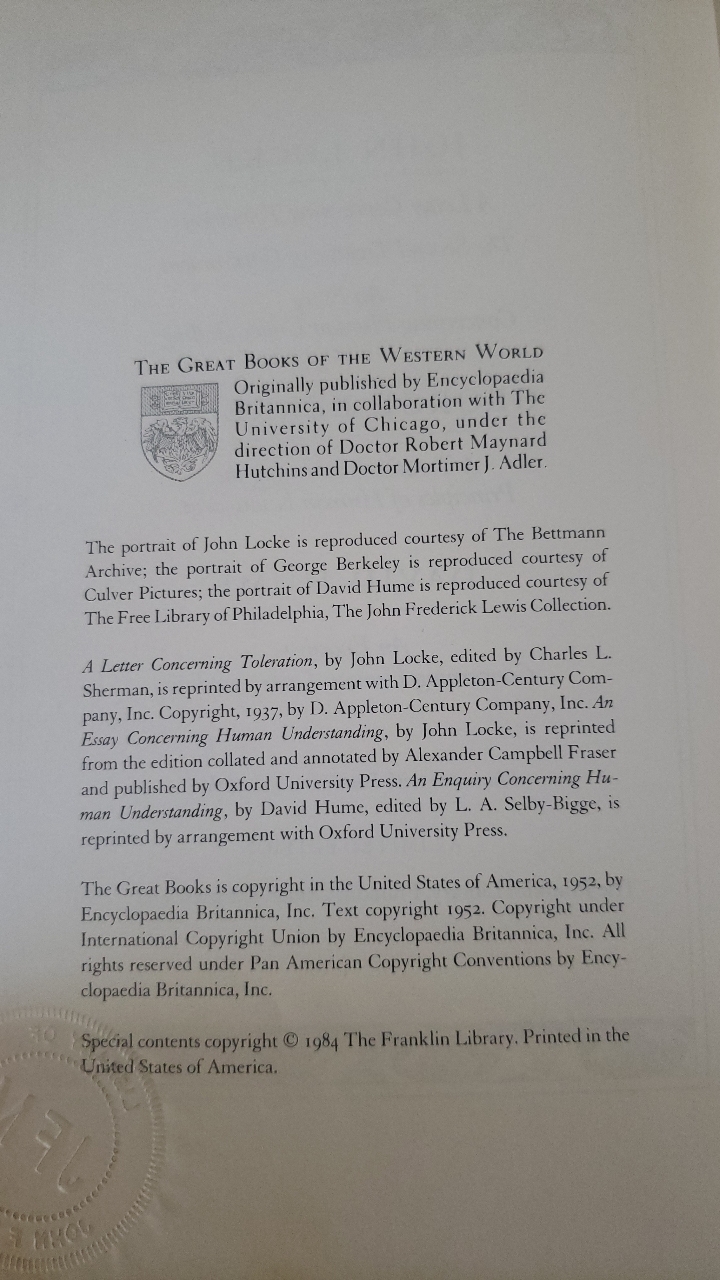 THE GREAT BOOKS OF THE WESTERN WORLD
Originally published by Encyclopaedia
Britannica, in collaboration with The
University of Chicago, under the
direction of Doctor Robert Maynard
Hutchins and Doctor Mortimer J. Adler.
The portrait of John Locke is reproduced courtesy of The Bettmann
Archive; the portrait of George Berkeley is reproduced courtesy of
Culver Pictures; the portrait of David Hume is reproduced courtesy of
The Free Library of Philadelphia, The John Frederick Lewis Collection.
A Letter Concerning Toleration, by John Locke, edited by Charles L.
Sherman, is reprinted by arrangement with D. Appleton-Century Com-
pany, Inc. Copyright, 1937, by D. Appleton-Century Company, Inc. An
Essay Concerning Human Understanding, by John Locke, is reprinted
from the edition collated and annotated by Alexander Campbell Fraser
and published by Oxford University Press. An Enquiry Concerning Hu-
man Understanding, by David Hume, edited by L. A. Selby-Bigge, is
reprinted by arrangement with Oxford University Press.
The Great Books is copyright in the United States of America, 1952, by
Encyclopaedia Britannica, Inc. Text copyright 1952. Copyright under
International Copyright Union by Encyclopaedia Britannica, Inc. All
rights reserved under Pan American Copyright Conventions by Ency-
clopaedia Britannica, Inc.
Special contents copyright © 1984 The Franklin Library. Printed in the
United States of America.